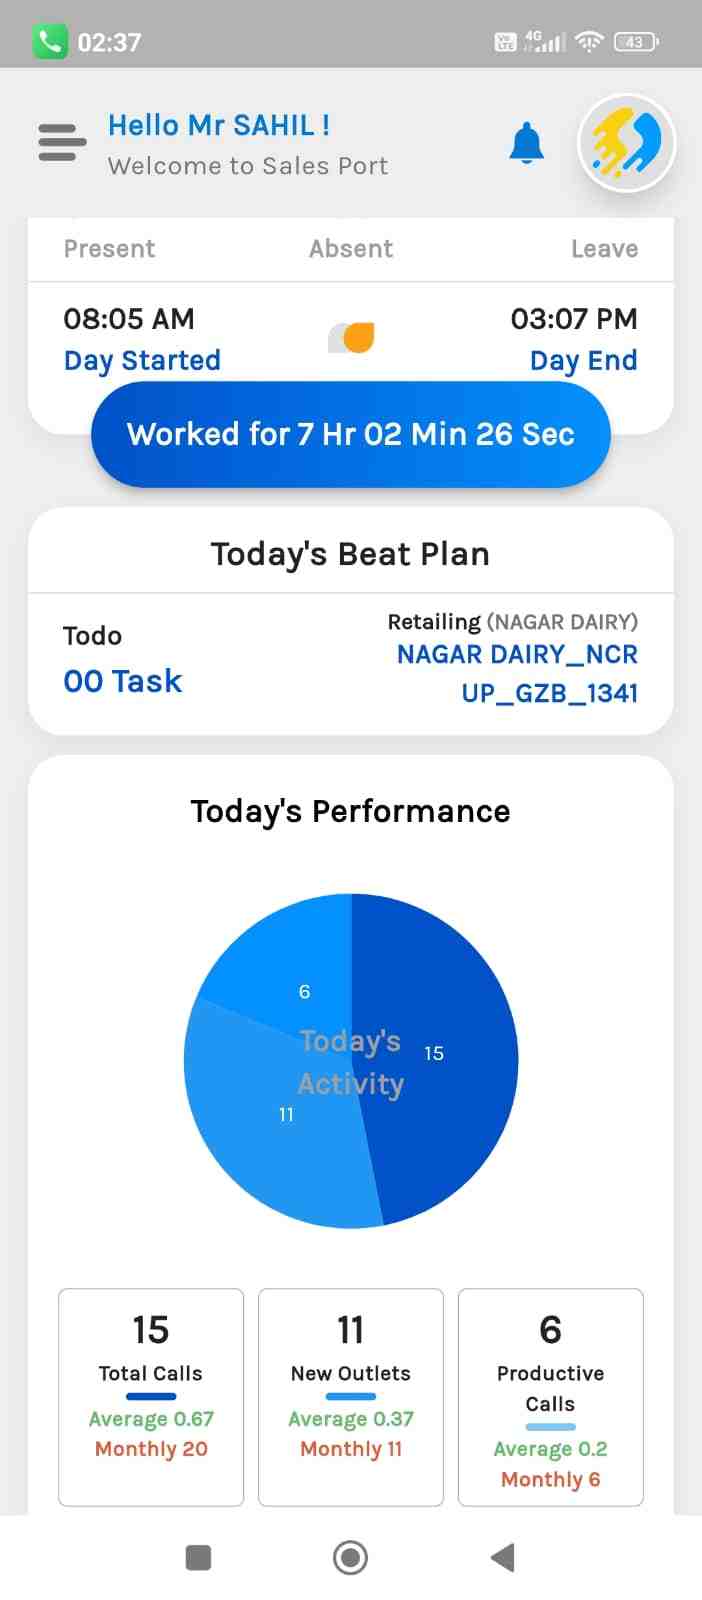 02:37
Vo LTE 4G 43
Hello Mr SAHIL !
Welcome to Sales Port
Present Absent Leave
08:05 AM 03:07 PM
Day Started Day End
Worked for 7 Hr 02 Min 26 Sec
Today's Beat Plan
Todo
00 Task
Retailing (NAGAR DAIRY)
NAGAR DAIRY_NCR
UP_GZB_1341
Today's Performance
6
Today's
Activity
15
11
15
Total Calls
Average 0.67
Monthly 20
11
New Outlets
Average 0.37
Monthly 11
6
Productive
Calls
Average 0.2
Monthly 6